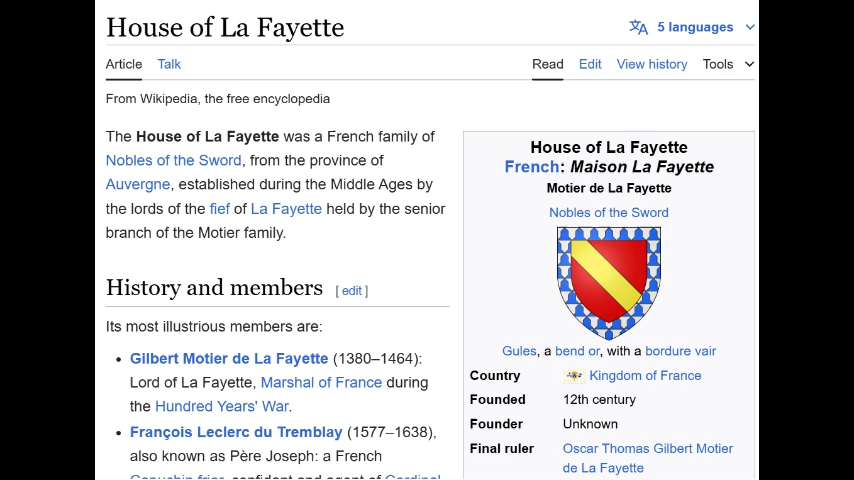 House of La Fayette
5 languages
Article Talk Read Edit View history Tools
From Wikipedia, the free encyclopedia
The House of La Fayette was a French family of
Nobles of the Sword, from the province of
Auvergne, established during the Middle Ages by
the lords of the fief of La Fayette held by the senior
branch of the Motier family.
History and members [ edit ]
Its most illustrious members are:
• Gilbert Motier de La Fayette (1380–1464):
Lord of La Fayette, Marshal of France during
the Hundred Years' War.
• François Leclerc du Tremblay (1577–1638),
also known as Père Joseph: a French
Capuchin friar, confident and agent of Cardinal
House of La Fayette
French: Maison La Fayette
Motier de La Fayette
Nobles of the Sword
Gules, a bend or, with a bordure vair
Country Kingdom of France
Founded 12th century
Founder Unknown
Final ruler Oscar Thomas Gilbert Motier
de La Fayette